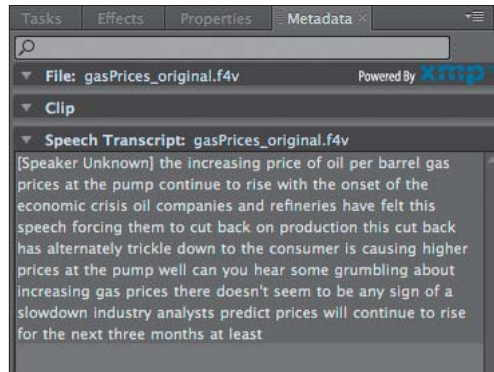 Tasks Effects Properties Metadata ×
File: gasPrices_original.f4v Powered By xmp
Clip
Speech Transcript: gasPrices_original.f4v
[Speaker Unknown] the increasing price of oil per barrel gas
prices at the pump continue to rise with the onset of the
economic crisis oil companies and refineries have felt this
speech forcing them to cut back on production this cut back
has alternately trickle down to the consumer is causing higher
prices at the pump well can you hear some grumbling about
increasing gas prices there doesn't seem to be any sign of a
slowdown industry analysts predict prices will continue to rise
for the next three months at least